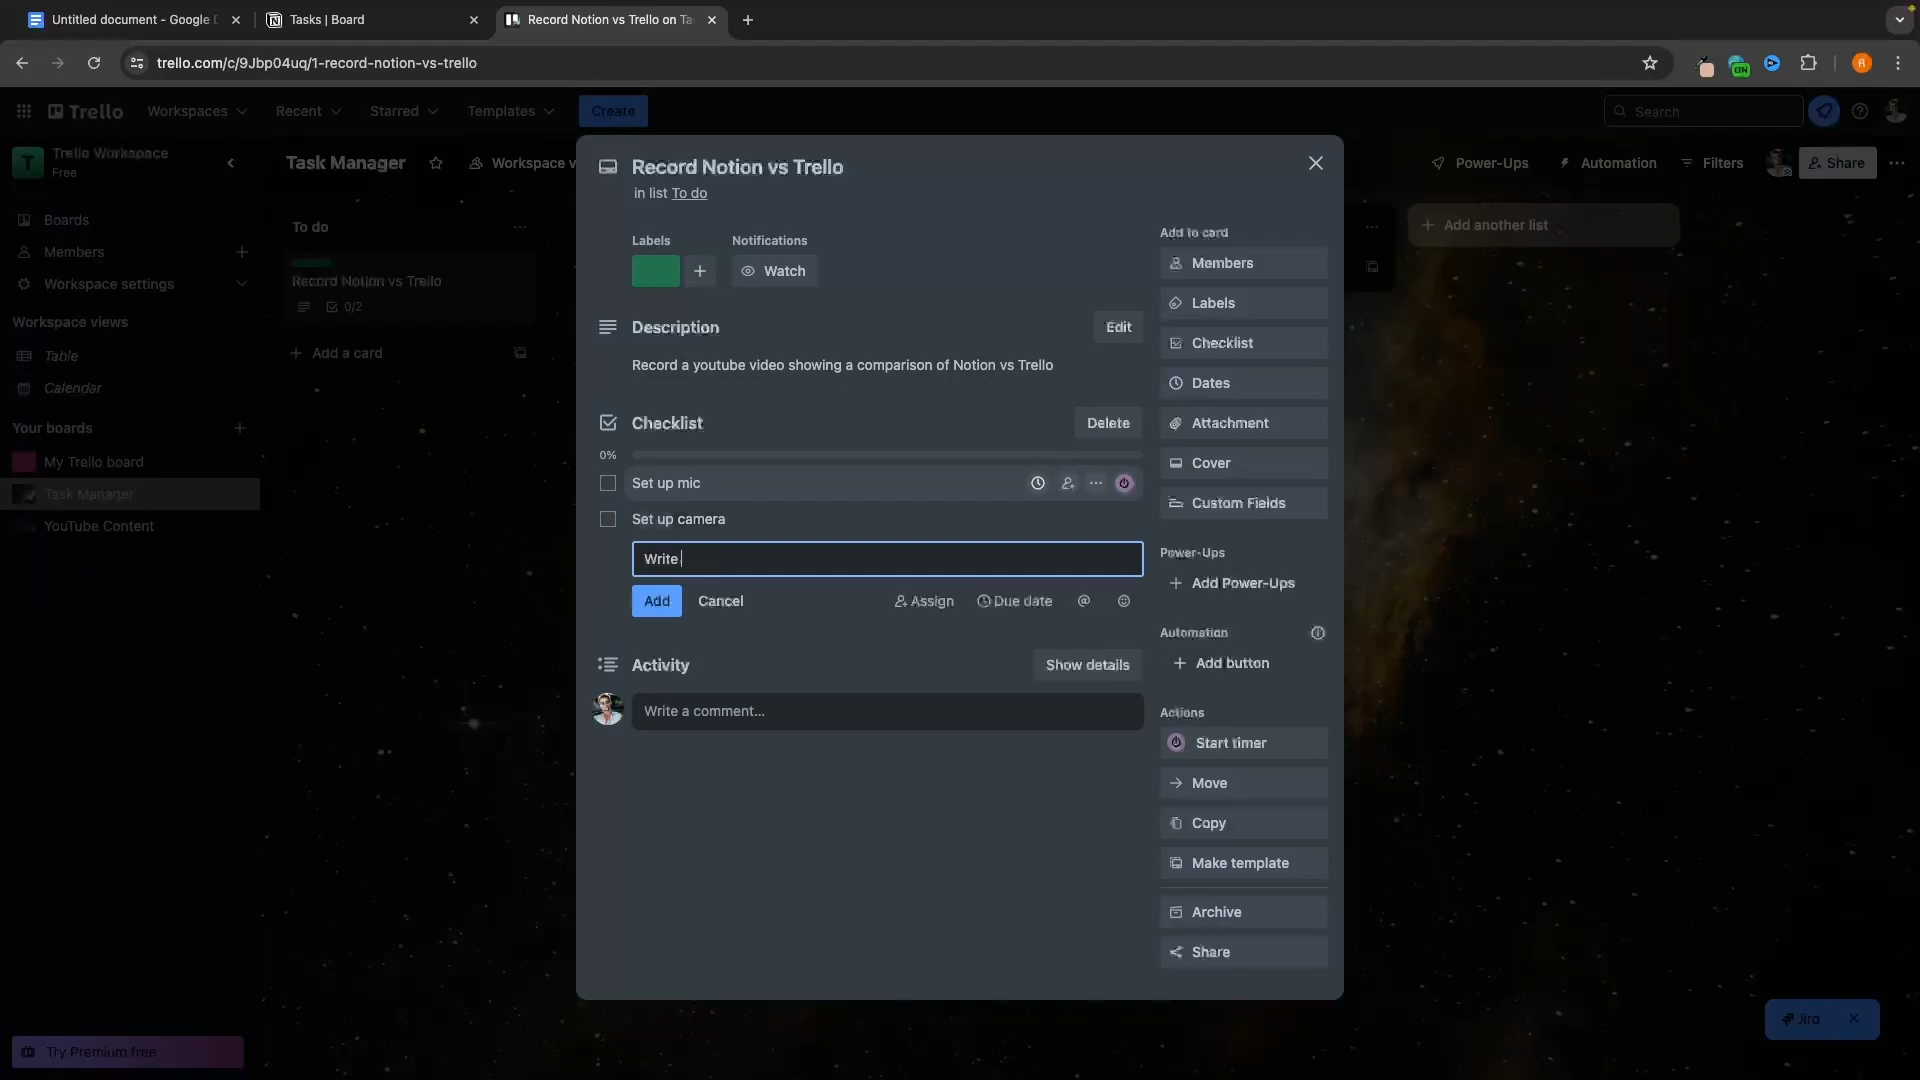 Untitled document - Google D
Tasks | Board
Record Notion vs Trello on Ta
trello.com/c/9Jbp04uq/1-record-notion-vs-trello
EN
R
Trello
Workspaces
Recent
Starred
Templates
Create
Search
T
Trello Workspace
Free
Task Manager
Workspace v
Power-Ups
Automation
Filters
Share
Boards
Members
Workspace settings
Workspace views
Table
Calendar
Your boards
My Trello board
Task Manager
YouTube Content
Try Premium free
To do
Record Notion vs Trello
0/2
Add a card
Add another list
Record Notion vs Trello
in list To do
Labels
Notifications
Watch
Description
Edit
Record a youtube video showing a comparison of Notion vs Trello
Checklist
Delete
0%
Set up mic
Set up camera
Write
Add
Cancel
Assign
Due date
Activity
Show details
Write a comment...
Add to card
Members
Labels
Checklist
Dates
Attachment
Cover
Custom Fields
Power-Ups
Add Power-Ups
Automation
Add button
Actions
Start timer
Move
Copy
Make template
Archive
Share
Jira